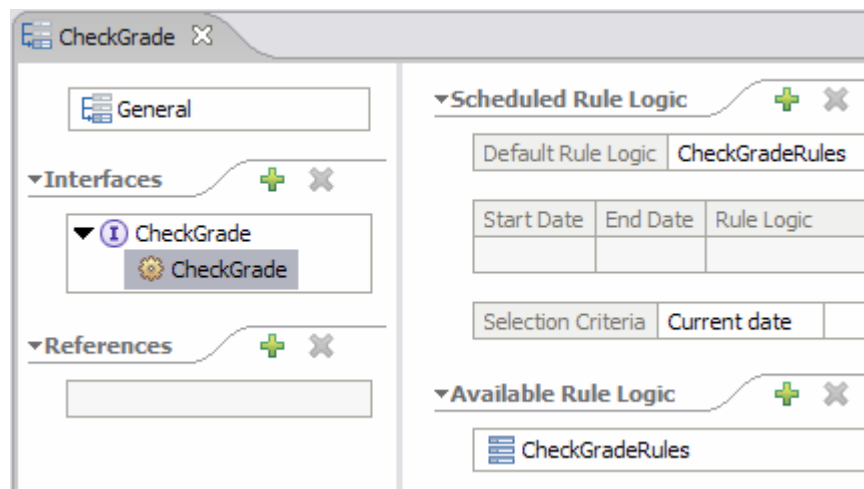 CheckGrade
General
Interfaces
CheckGrade
CheckGrade
References
Scheduled Rule Logic
Default Rule Logic CheckGradeRules
Start Date End Date Rule Logic
Selection Criteria Current date
Available Rule Logic
CheckGradeRules